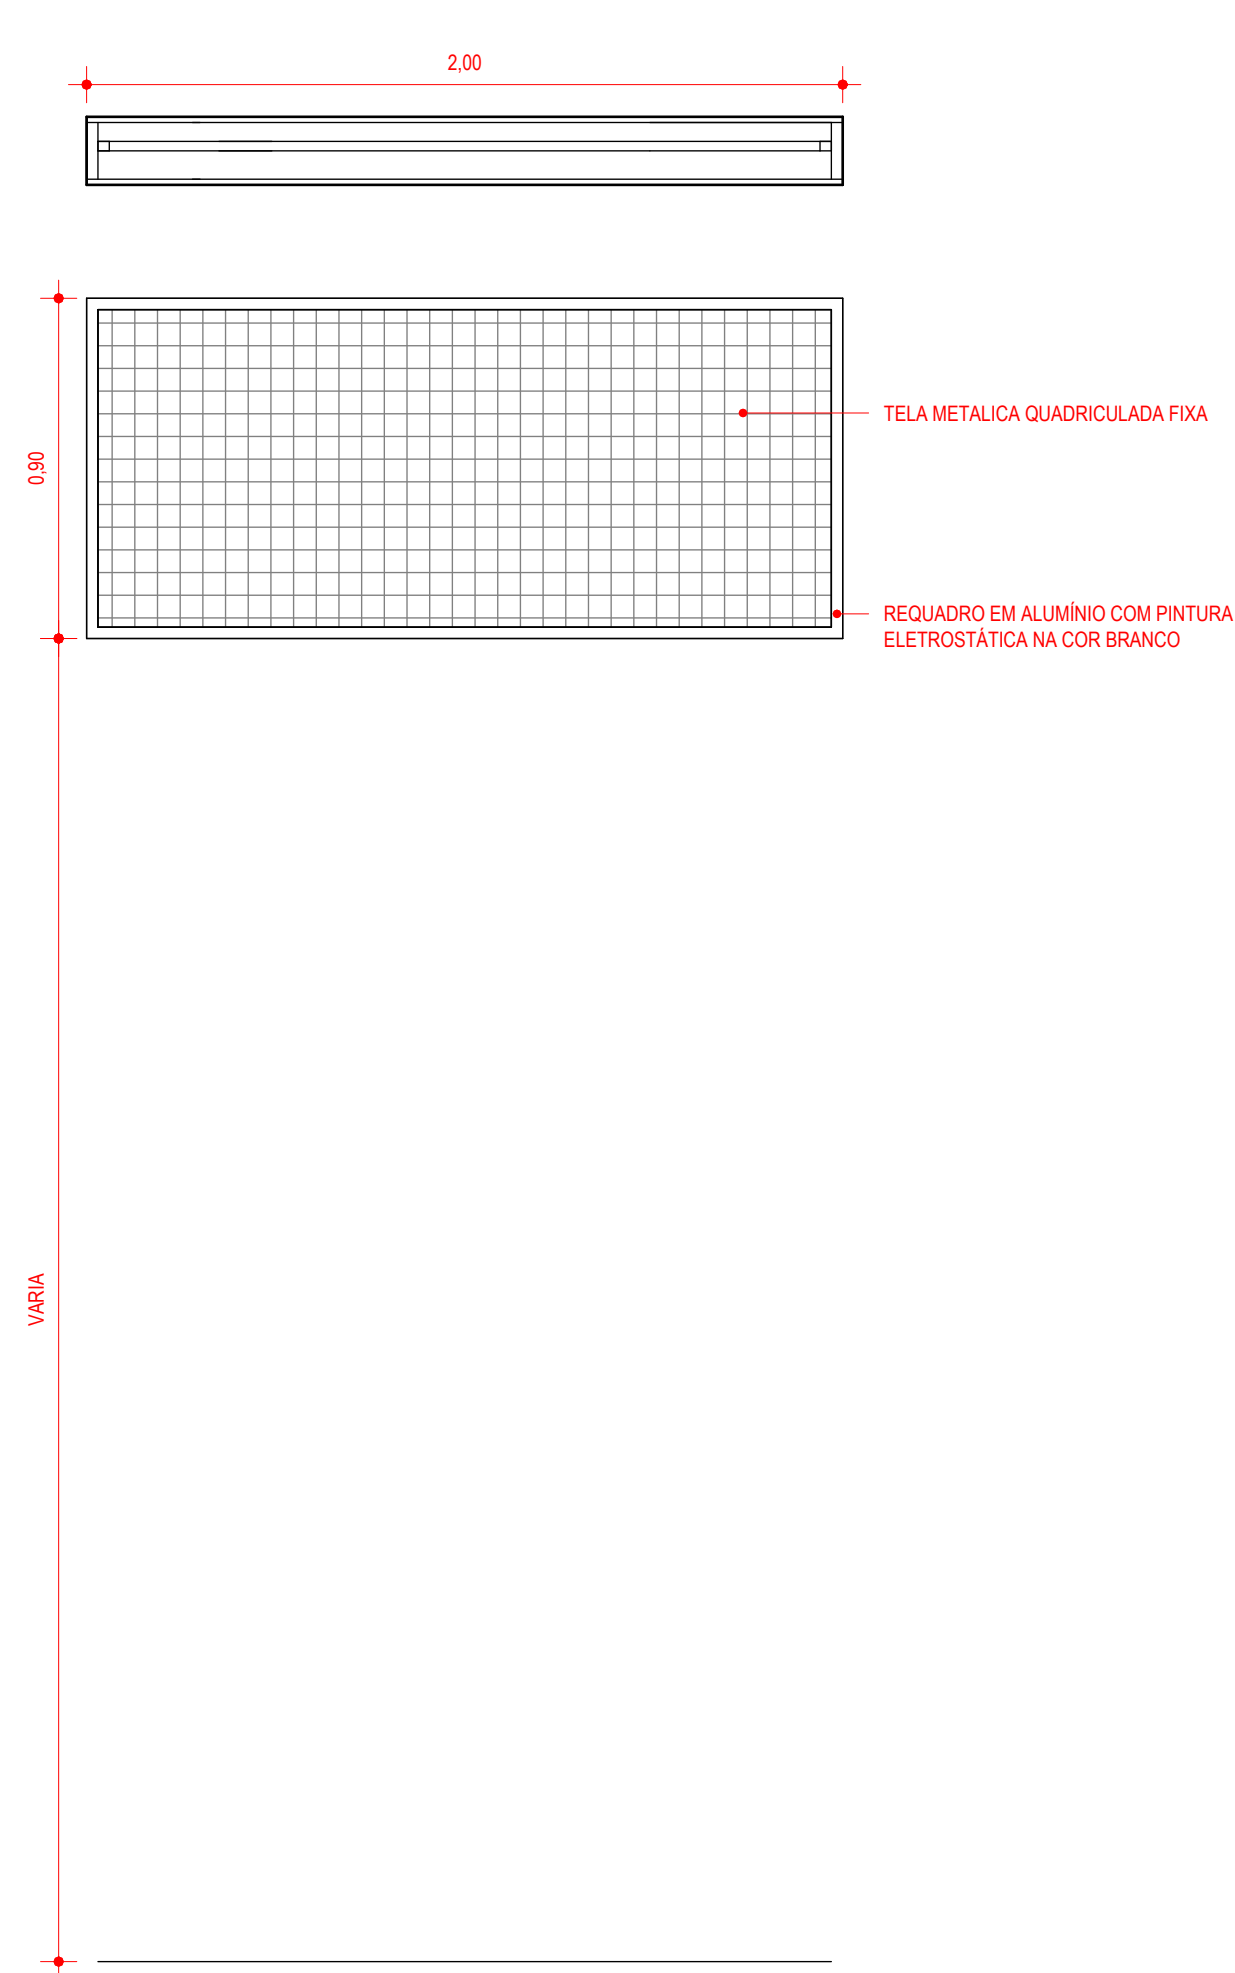 2,00
0,90
TELA METALICA QUADRICULADA FIXA
REQUADRO EM ALUMÍNIO COM PINTURA
ELETROSTÁTICA NA COR BRANCO
VARIA